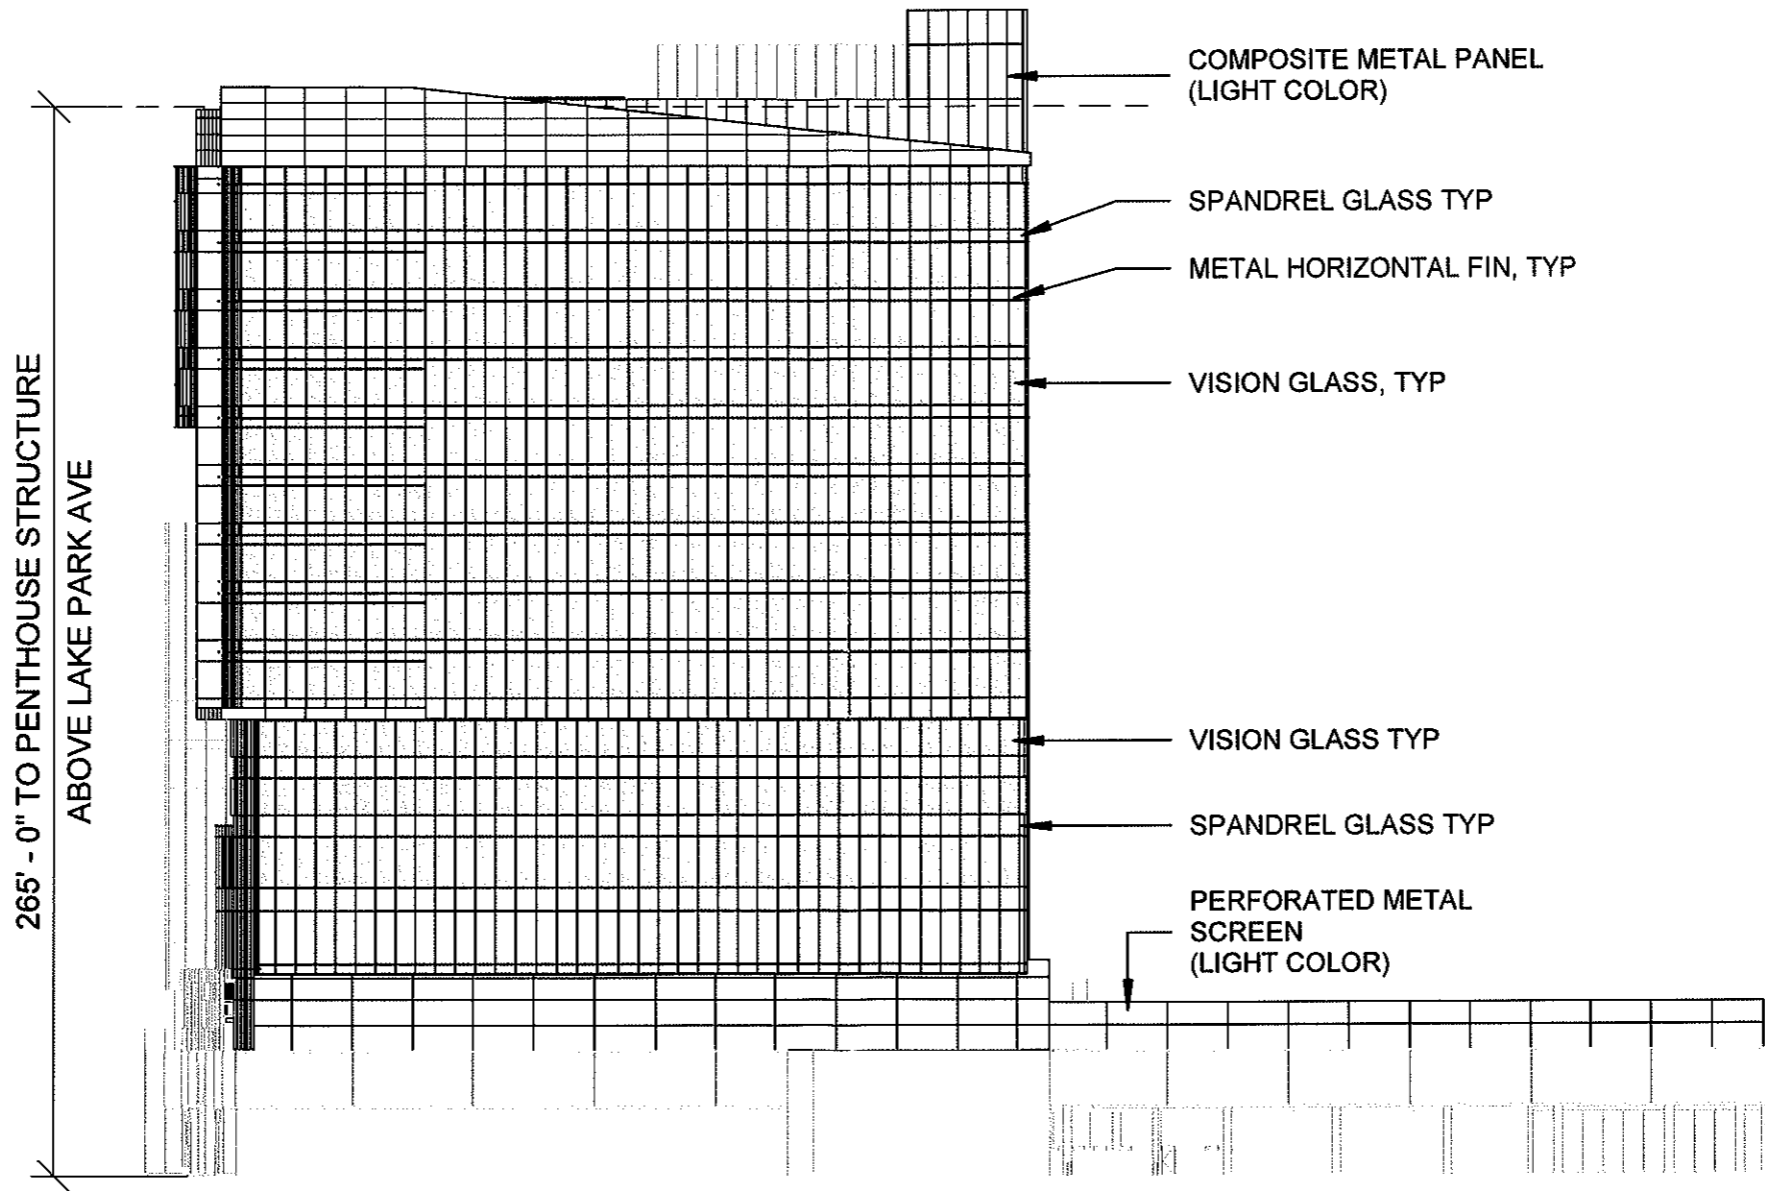 COMPOSITE METAL PANEL
(LIGHT COLOR)
SPANDREL GLASS TYP
METAL HORIZONTAL FIN, TYP
VISION GLASS, TYP
VISION GLASS TYP
SPANDREL GLASS TYP
PERFORATED METAL
SCREEN
(LIGHT COLOR)
265' - 0" TO PENTHOUSE STRUCTURE
ABOVE LAKE PARK AVE